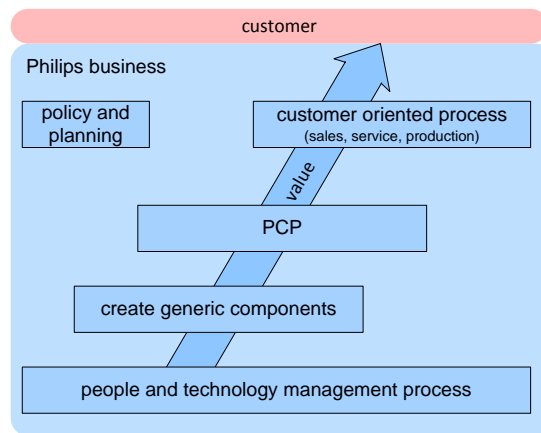 customer
Philips business
policy and
planning
customer oriented process
(sales, service, production)
value
PCP
create generic components
people and technology management process